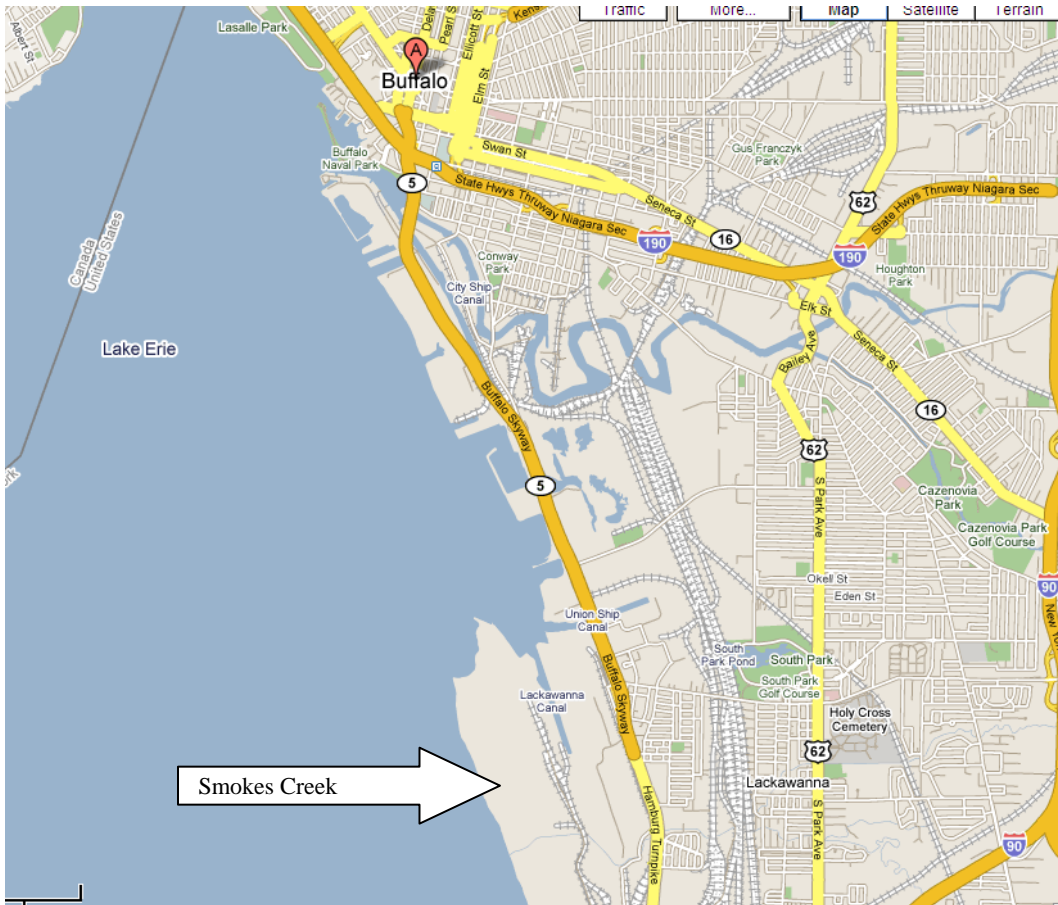 Traffic
More...
Map
Satellite
Terrain
Lasalle Park
Albert St
Pearl S
Ellicott St
Elm St
A
Buffalo
Buffalo
Naval Park
Swan St
Gus Franczyk
Park
5
State Hwys Thruway Niagara Sec
Seneca St
62
State Hwys Thruway Niagara Sec
16
190
190
Canada
United States
Conway
Park
Houghton
Park
City Ship
Canal
Elk St
Lake Erie
Bailey Ave
Seneca St
Buffalo Skyway
16
62
5
S Park Ave
Cazenovia
Park
Cazenovia Park
Golf Course
Okell St
Eden St
90
New Yor
Union Ship
Canal
South
Park Pond
South Park
South Park
Golf Course
Buffalo Skyway
Lackawanna
Canal
Holy Cross
Cemetery
62
Smokes Creek
Lackawanna
Hamburg Turnpike
S Park Ave
90